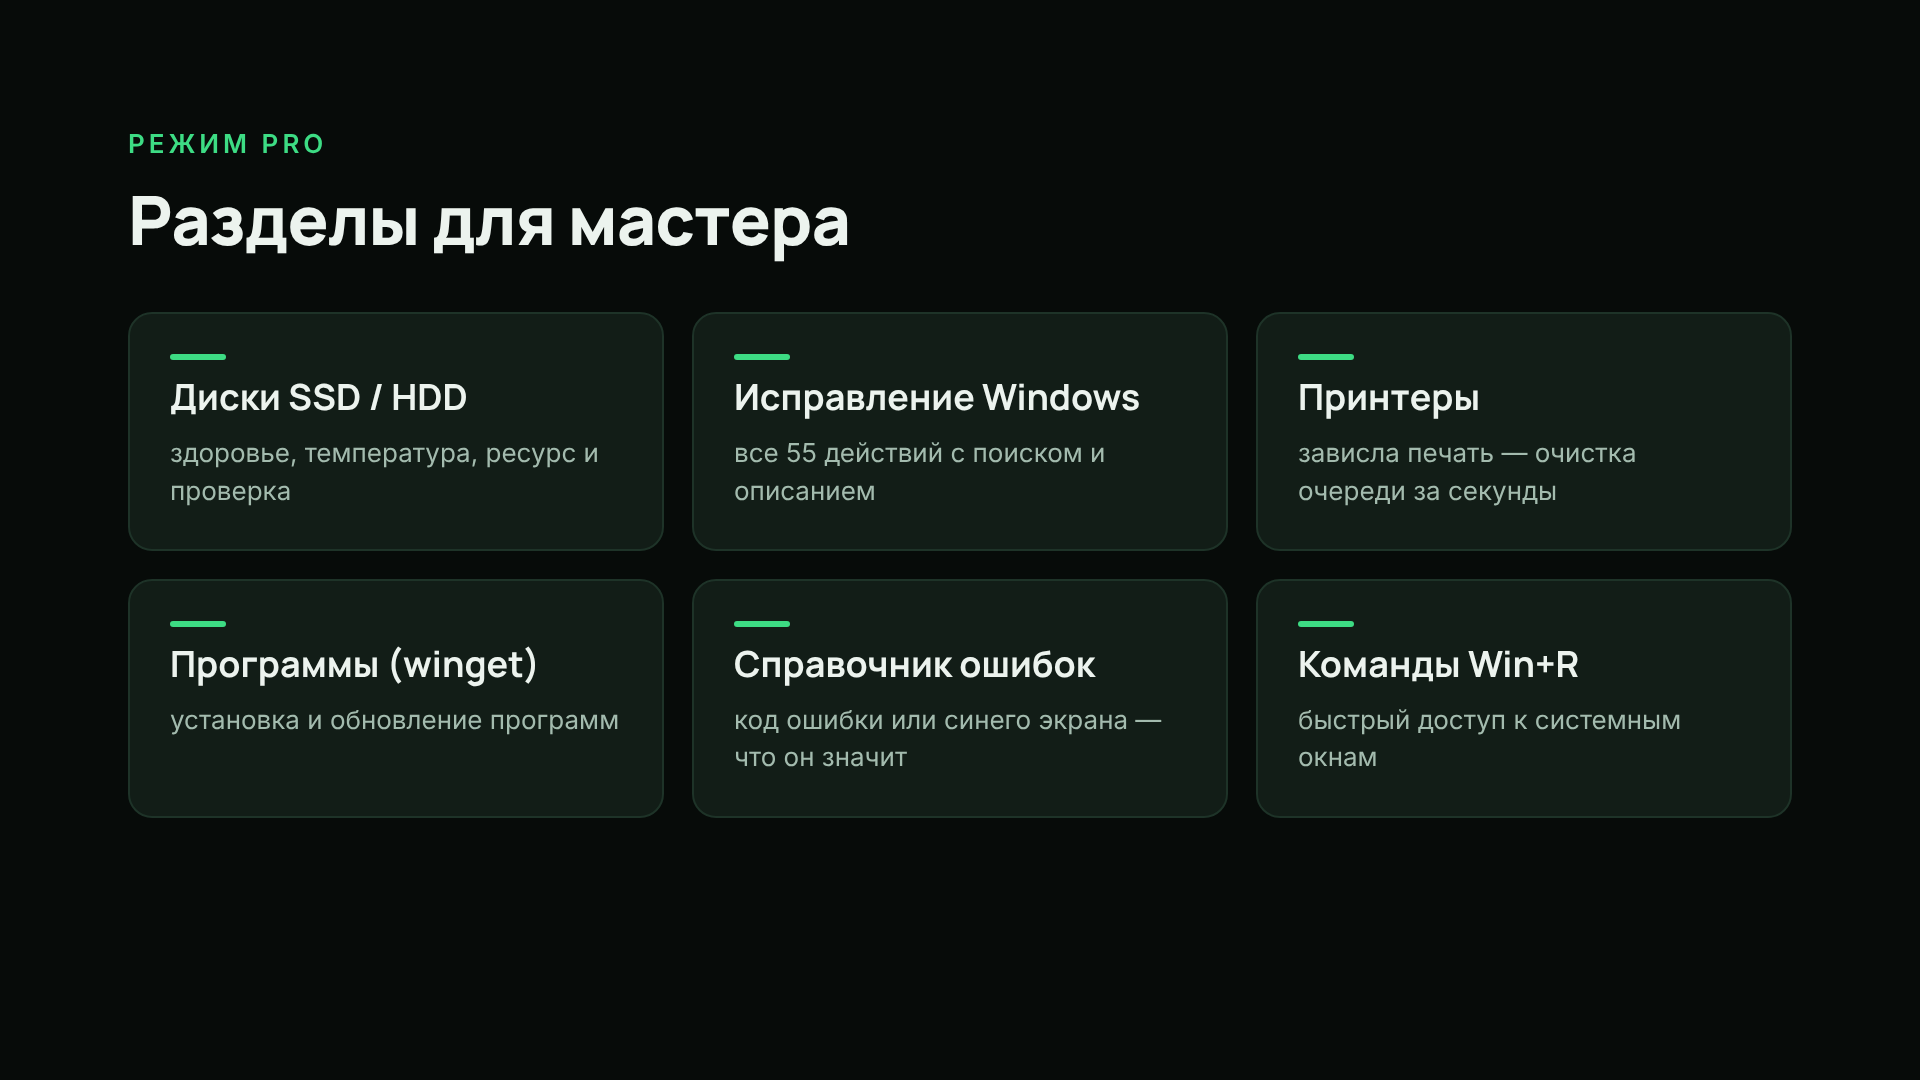 РЕЖИМ PRO
Разделы для мастера
Диски SSD / HDD
здоровье, температура, ресурс и
проверка
Исправление Windows
все 55 действий с поиском и
описанием
Принтеры
зависла печать — очистка
очереди за секунды
Программы (winget)
установка и обновление программ
Справочник ошибок
код ошибки или синего экрана —
что он значит
Команды Win+R
быстрый доступ к системным
окнам